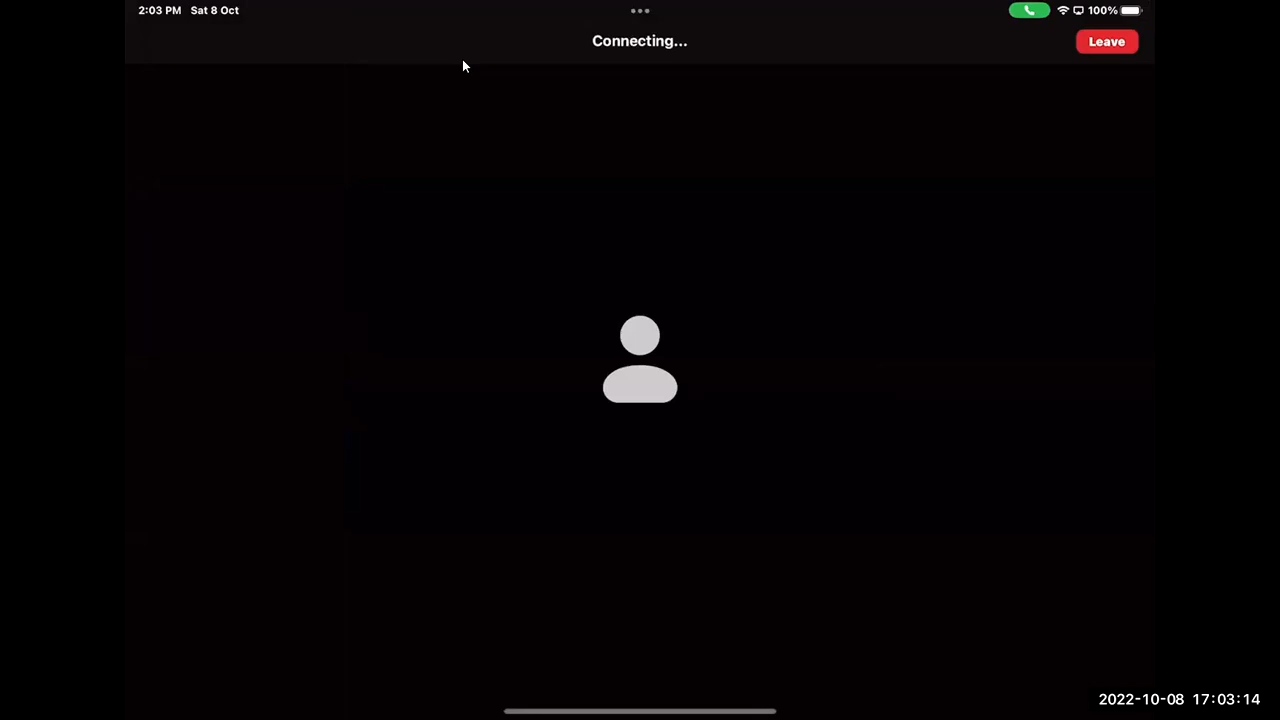 2:03 PM Sat 8 Oct
100%
Connecting...
Leave
2022-10-08 17:03:14